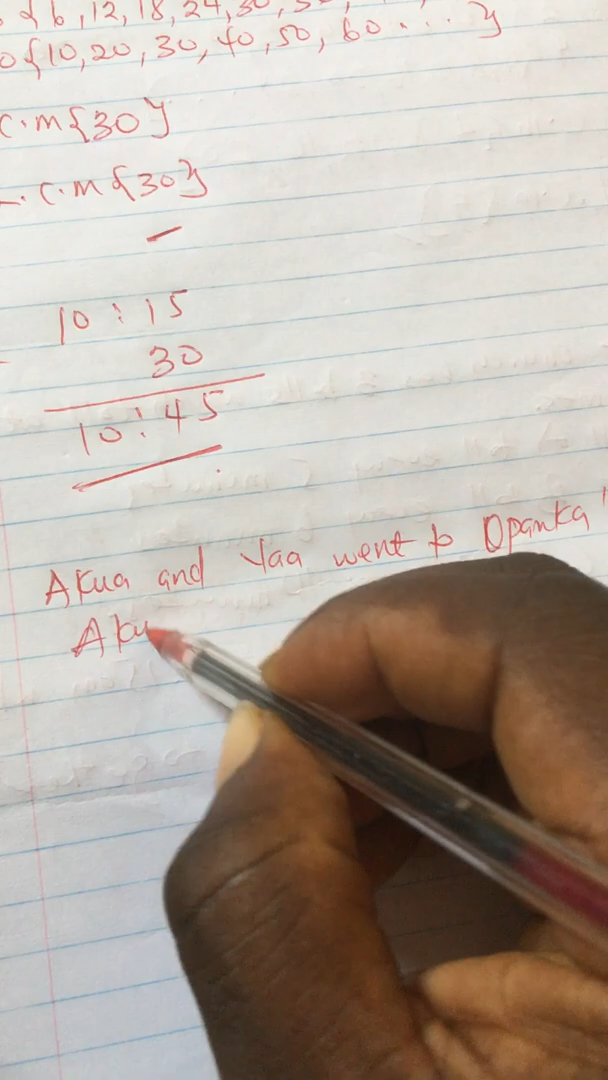 {6, 12, 18, 24, 30,
{10, 20, 30, 40, 50, 60 . . . . }
C.M {30}
L.C.M {30}
10 : 15
30
10 : 45
Akua and Yaa went to Opanka
Aku